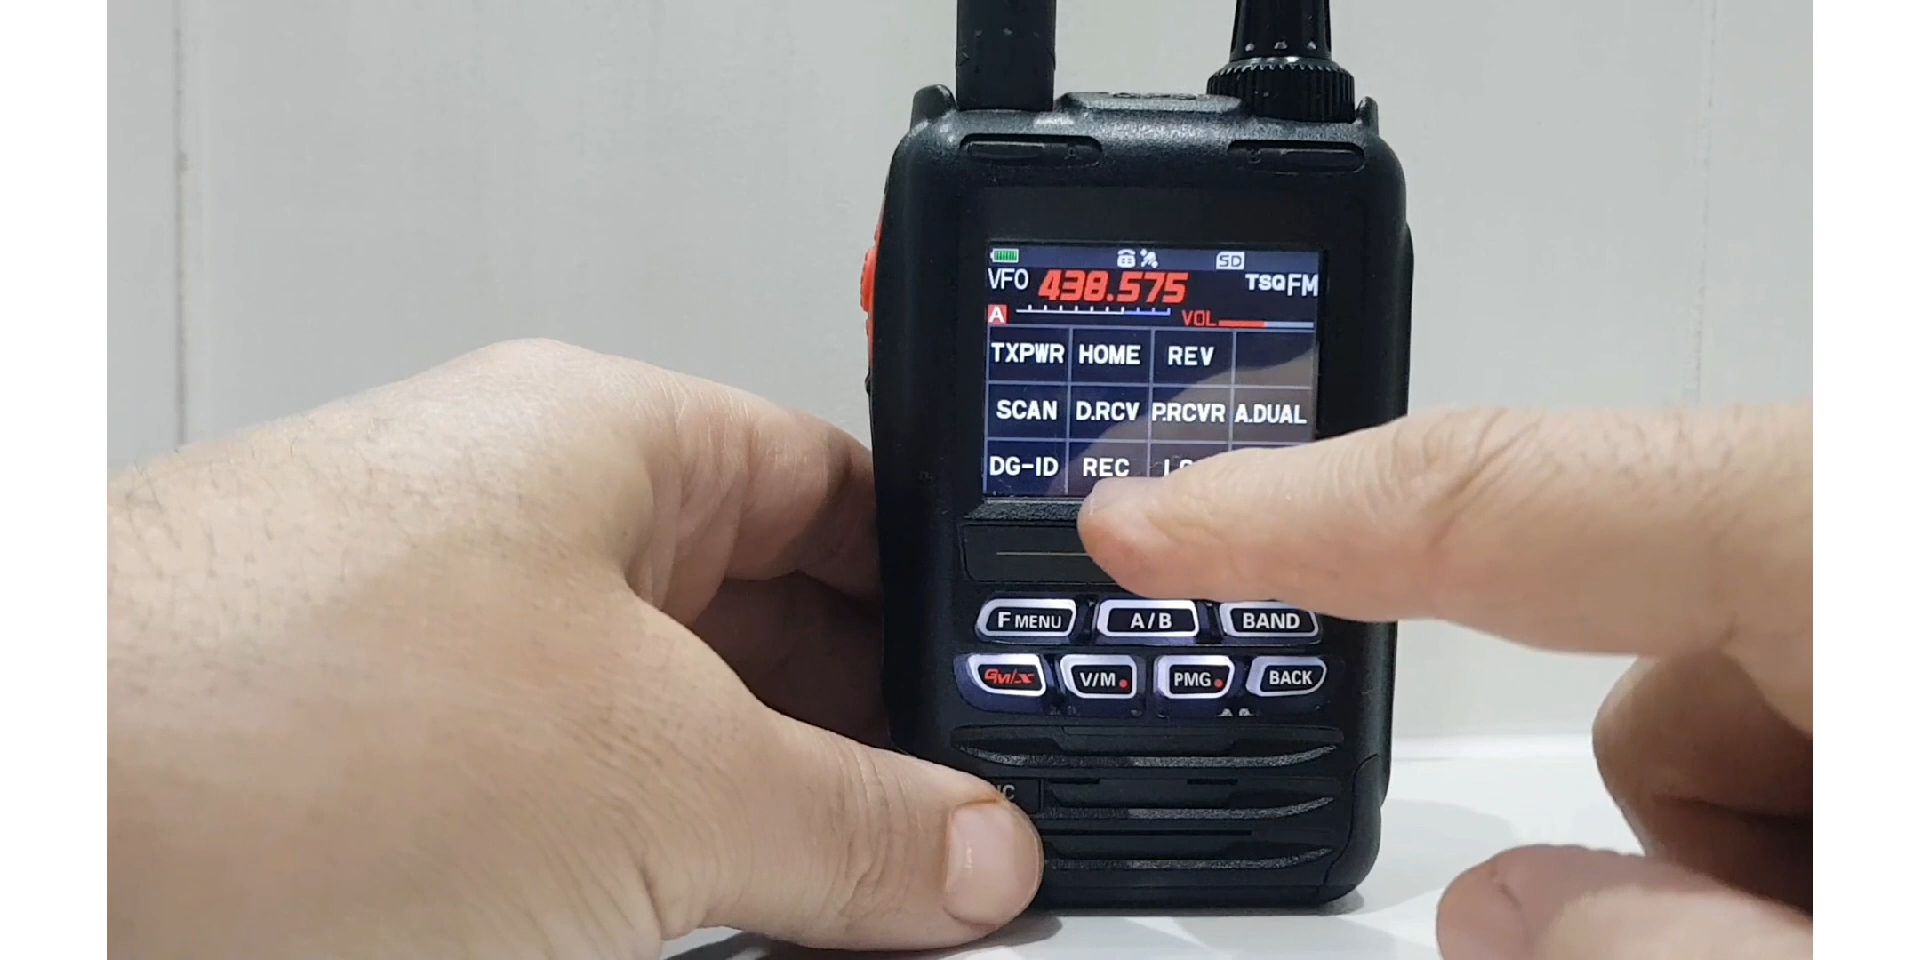 SD
VFO 438.575 TSQ FM
A VOL
TXPWR HOME REV
SCAN D.RCV P.RCVR A.DUAL
DG-ID REC
F MENU A/B BAND
GM/X V/M PMG BACK